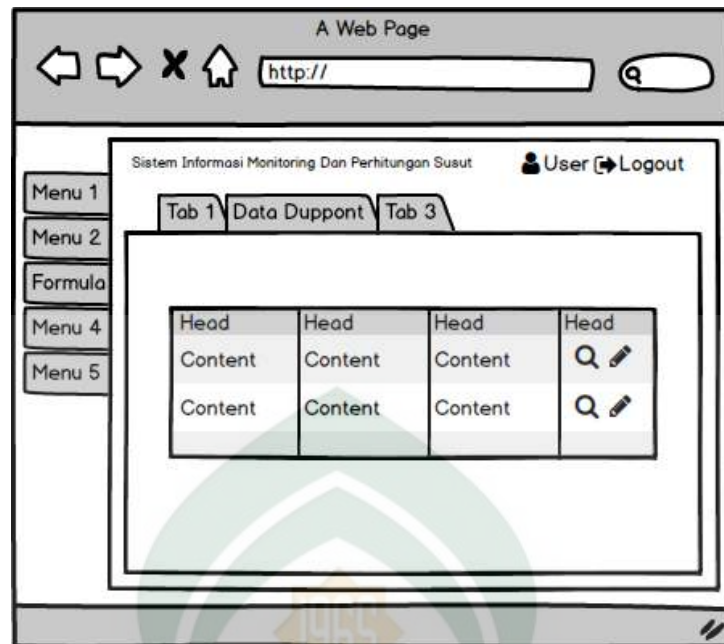 A Web Page
http://
Sistem Informasi Monitoring Dan Perhitungan Susut
User Logout
Menu 1
Menu 2
Formula
Menu 4
Menu 5
Tab 1 Data Duppont Tab 3
Head Head Head Head
Content Content Content
Content Content Content
1965